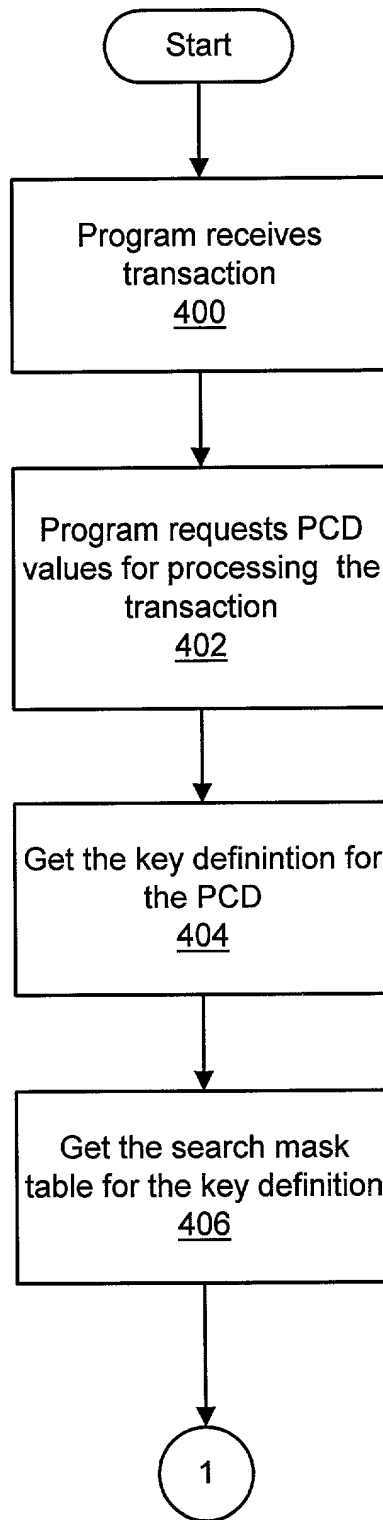 Start
Program receives
transaction
400
Program requests PCD
values for processing the
transaction
402
Get the key definintion for
the PCD
404
Get the search mask
table for the key definition
406
1